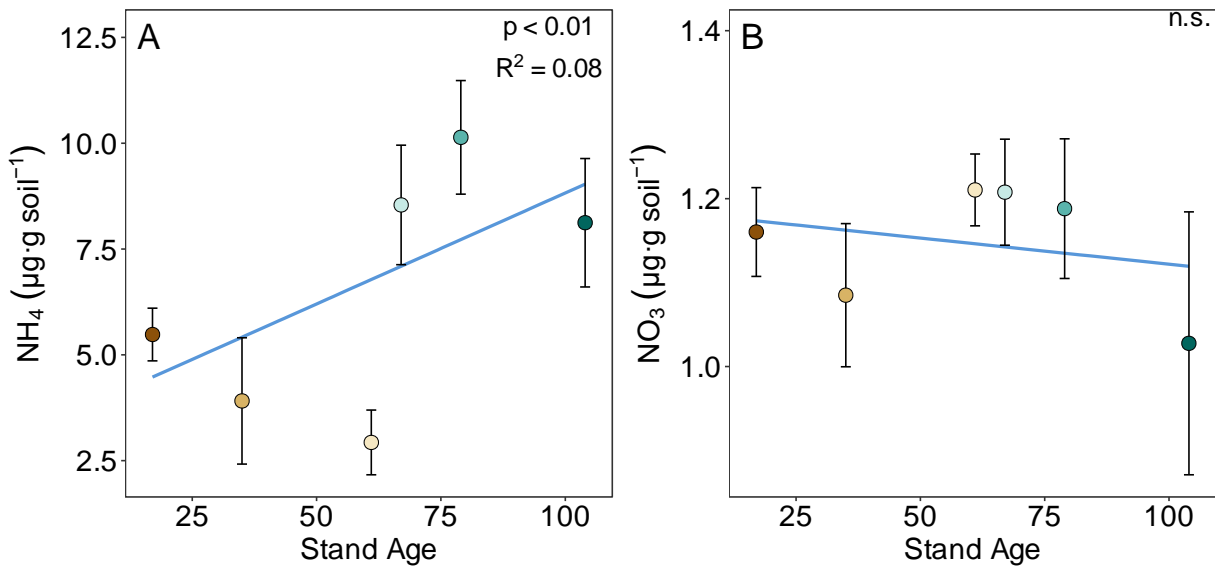 A
p < 0.01
R² = 0.08
12.5
10.0
7.5
5.0
2.5
NH₄ (µg·g soil⁻¹)
25 50 75 100
Stand Age
B
n.s.
1.4
1.2
1.0
NO₃ (µg·g soil⁻¹)
25 50 75 100
Stand Age